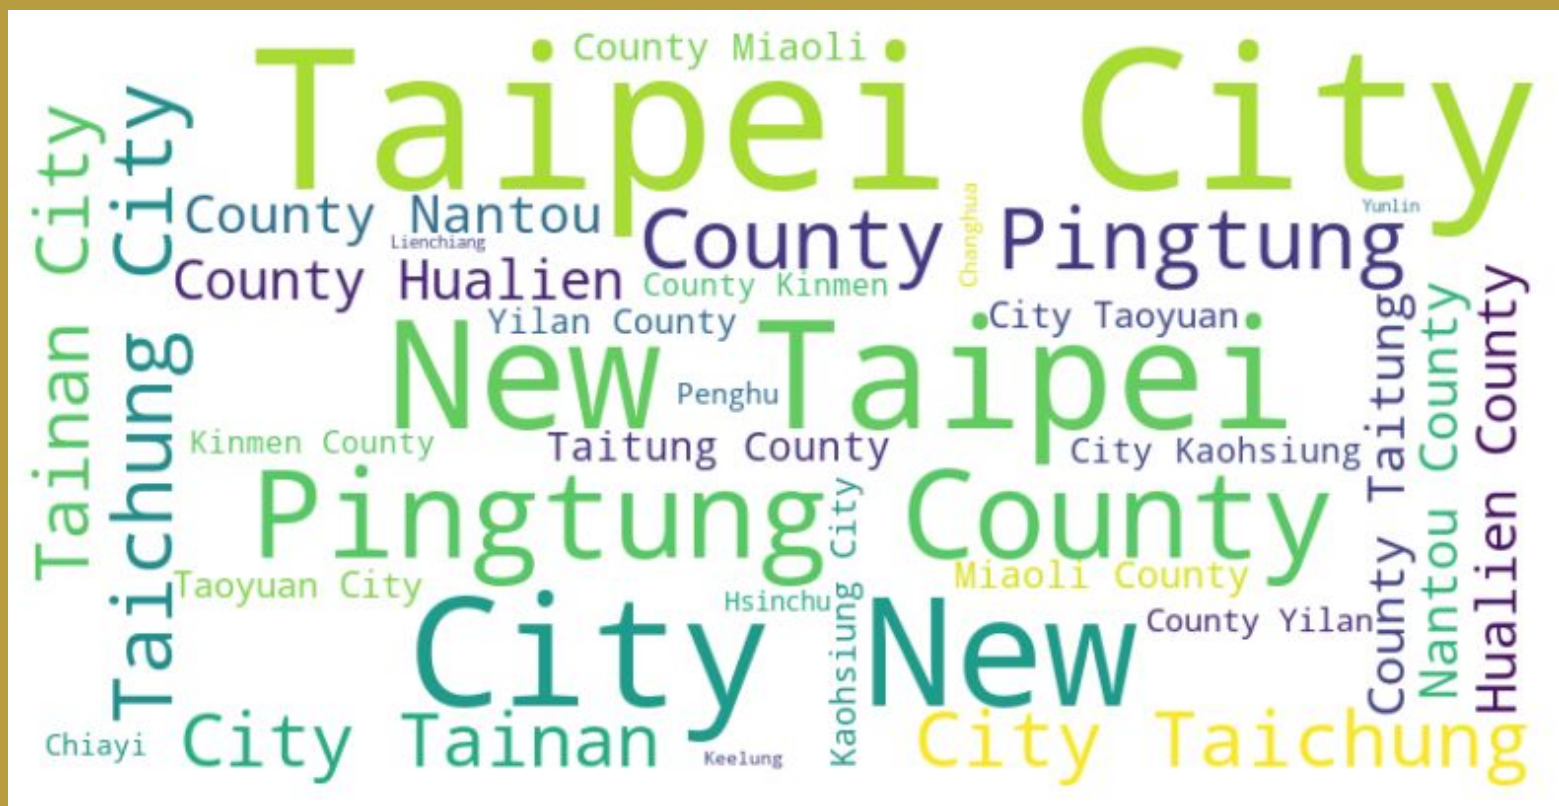 County Miaoli
Taipei City
Tainan City
Taichung City
County Nantou
County Pingtung
Changhua
Yunlin
Lienchiang
County Hualien
County Kinmen
Yilan County
City Taoyuan
New Taipei
Penghu
County Taitung
Nantou County
Hualien County
Kinmen County
Taitung County
City Kaohsiung
Pingtung County
Kaohsiung City
Taoyuan City
Miaoli County
Hsinchu
City New
County Yilan
Chiayi
City Tainan
Keelung
City Taichung